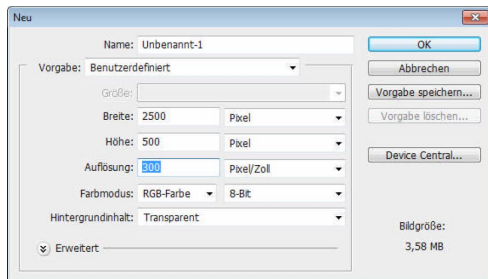 Neu
Name: Unbenannt-1
OK
Vorgabe: Benutzerdefiniert
Abbrechen
Größe:
Vorgabe speichern...
Breite: 2500 Pixel
Vorgabe löschen...
Höhe: 500 Pixel
Auflösung: 300 Pixel/Zoll
Device Central...
Farbmodus: RGB-Farbe 8-Bit
Hintergrundinhalt: Transparent
Bildgröße:
Erweitert
3,58 MB